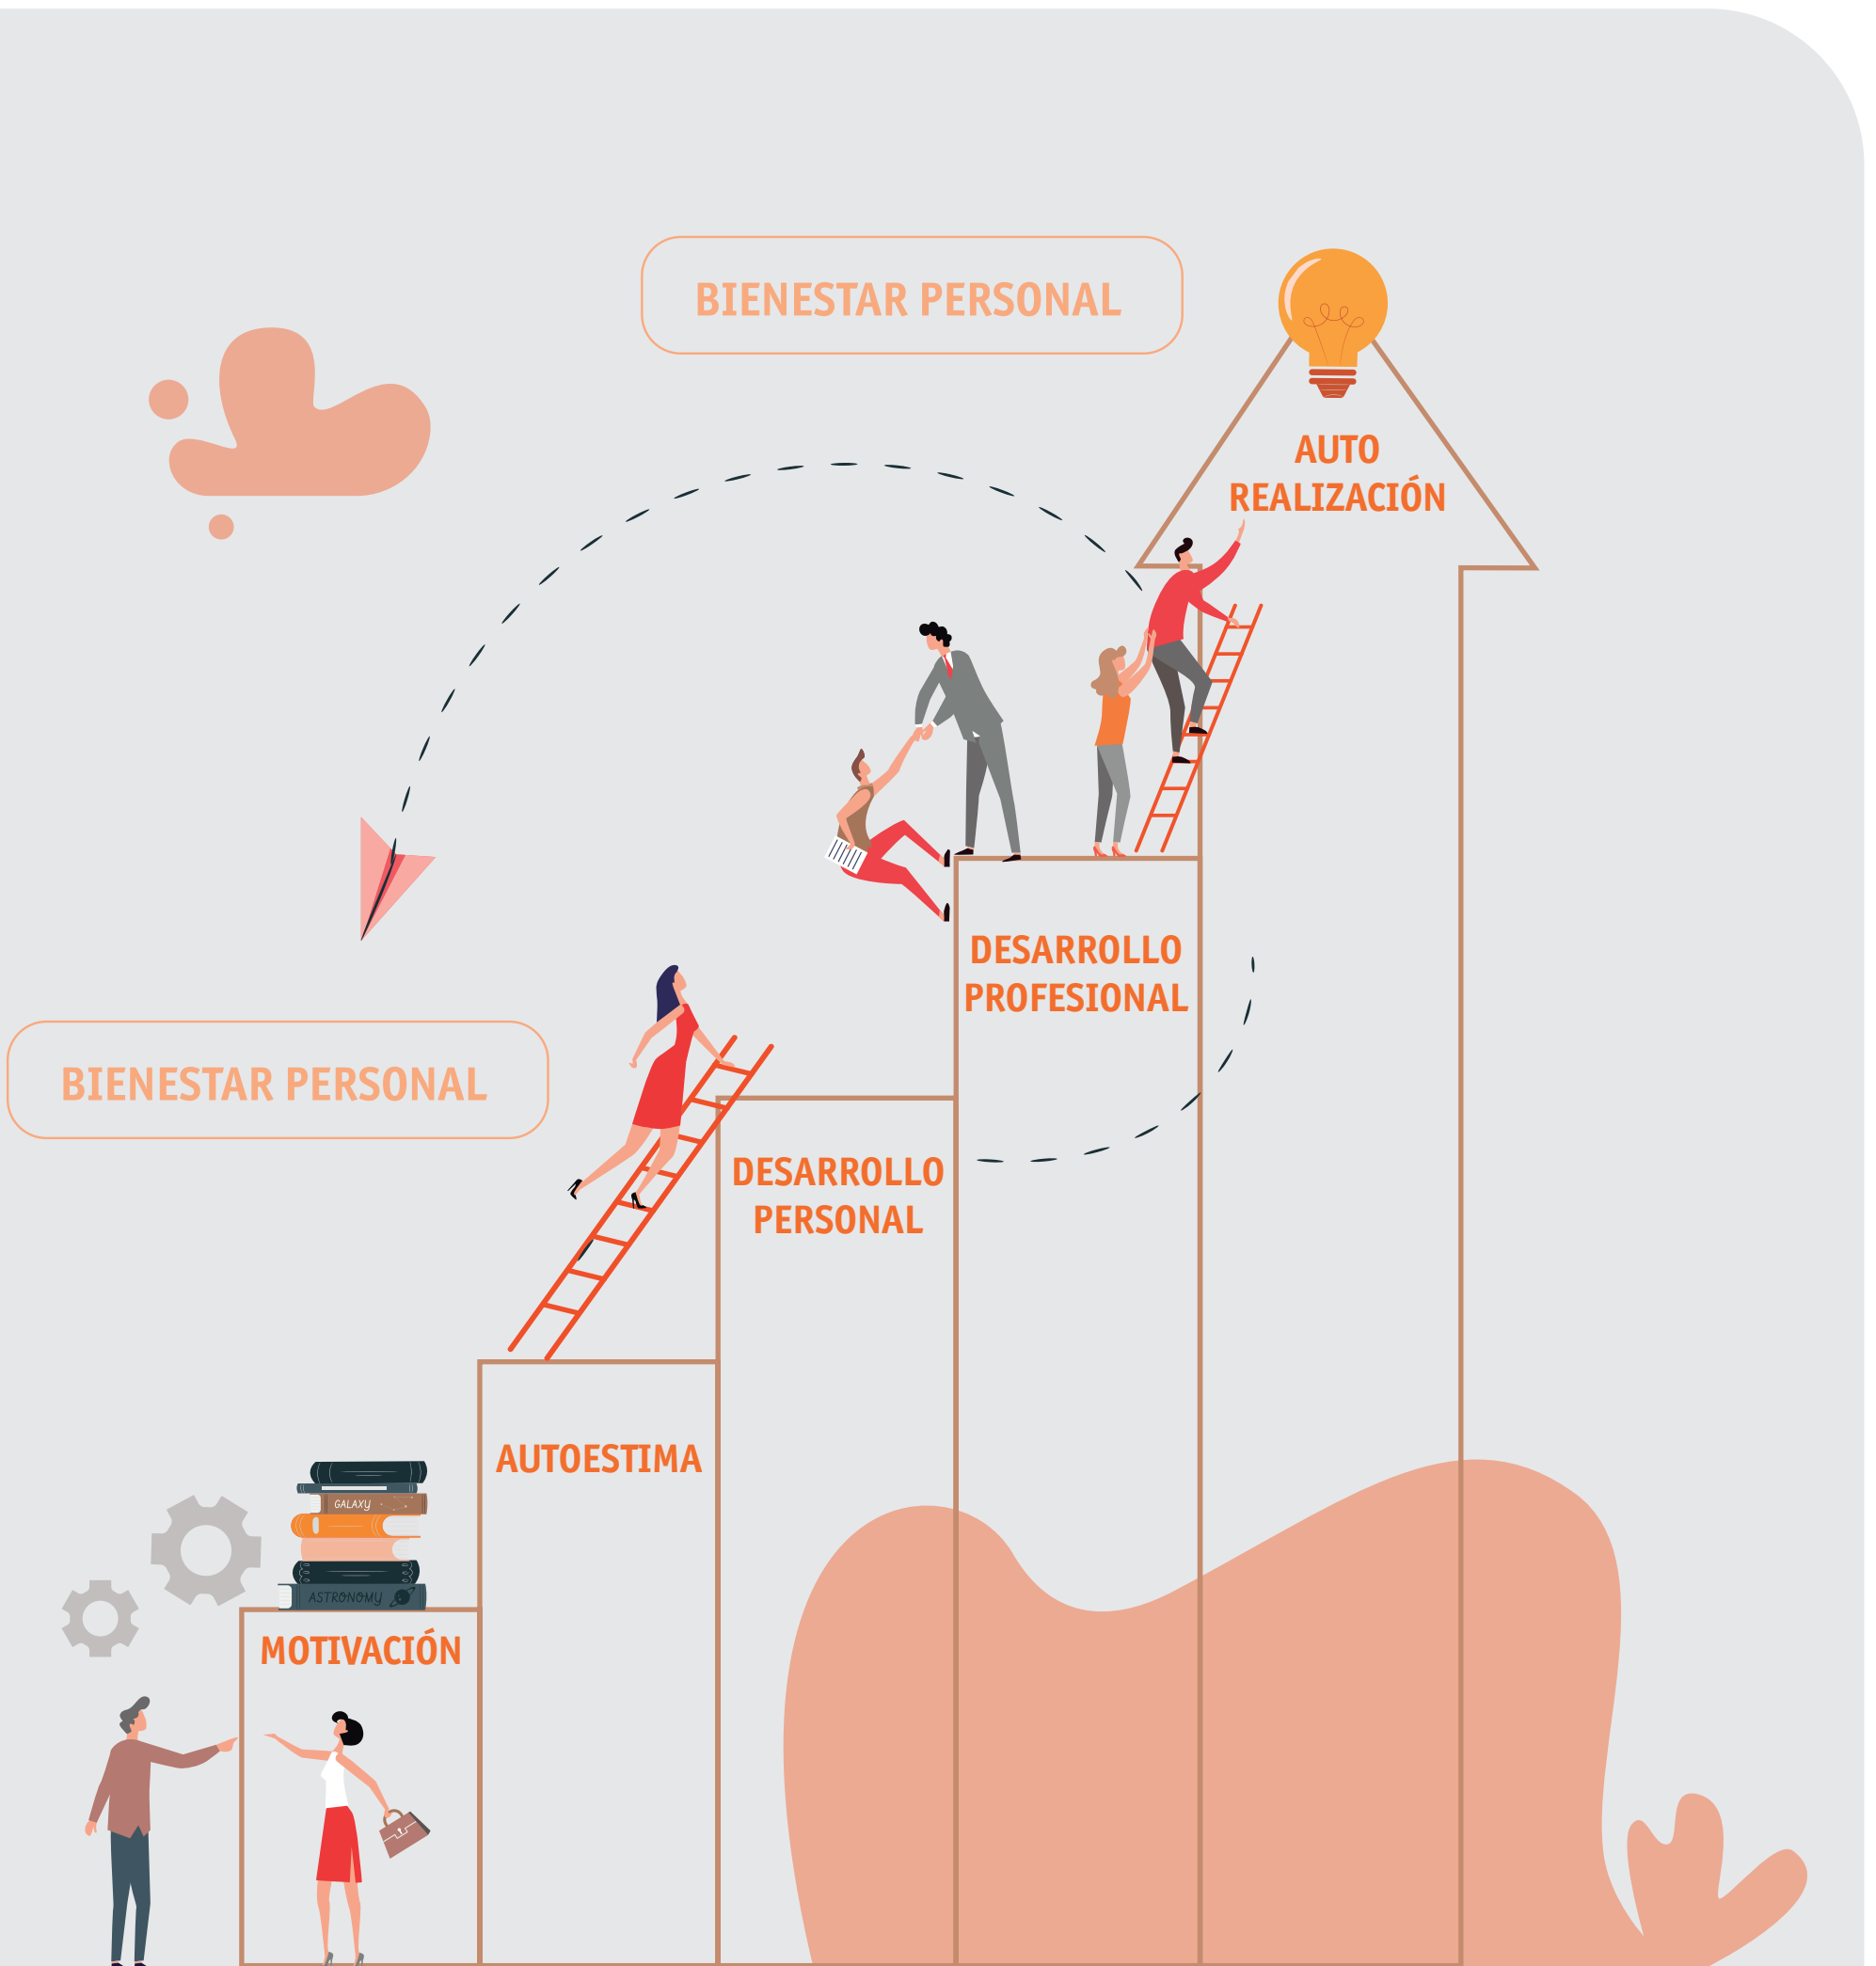 BIENESTAR PERSONAL
AUTO
REALIZACIÓN
DESARROLLO
PROFESIONAL
BIENESTAR PERSONAL
DESARROLLO
PERSONAL
AUTOESTIMA
GALAXY
ASTRONOMY
MOTIVACIÓN